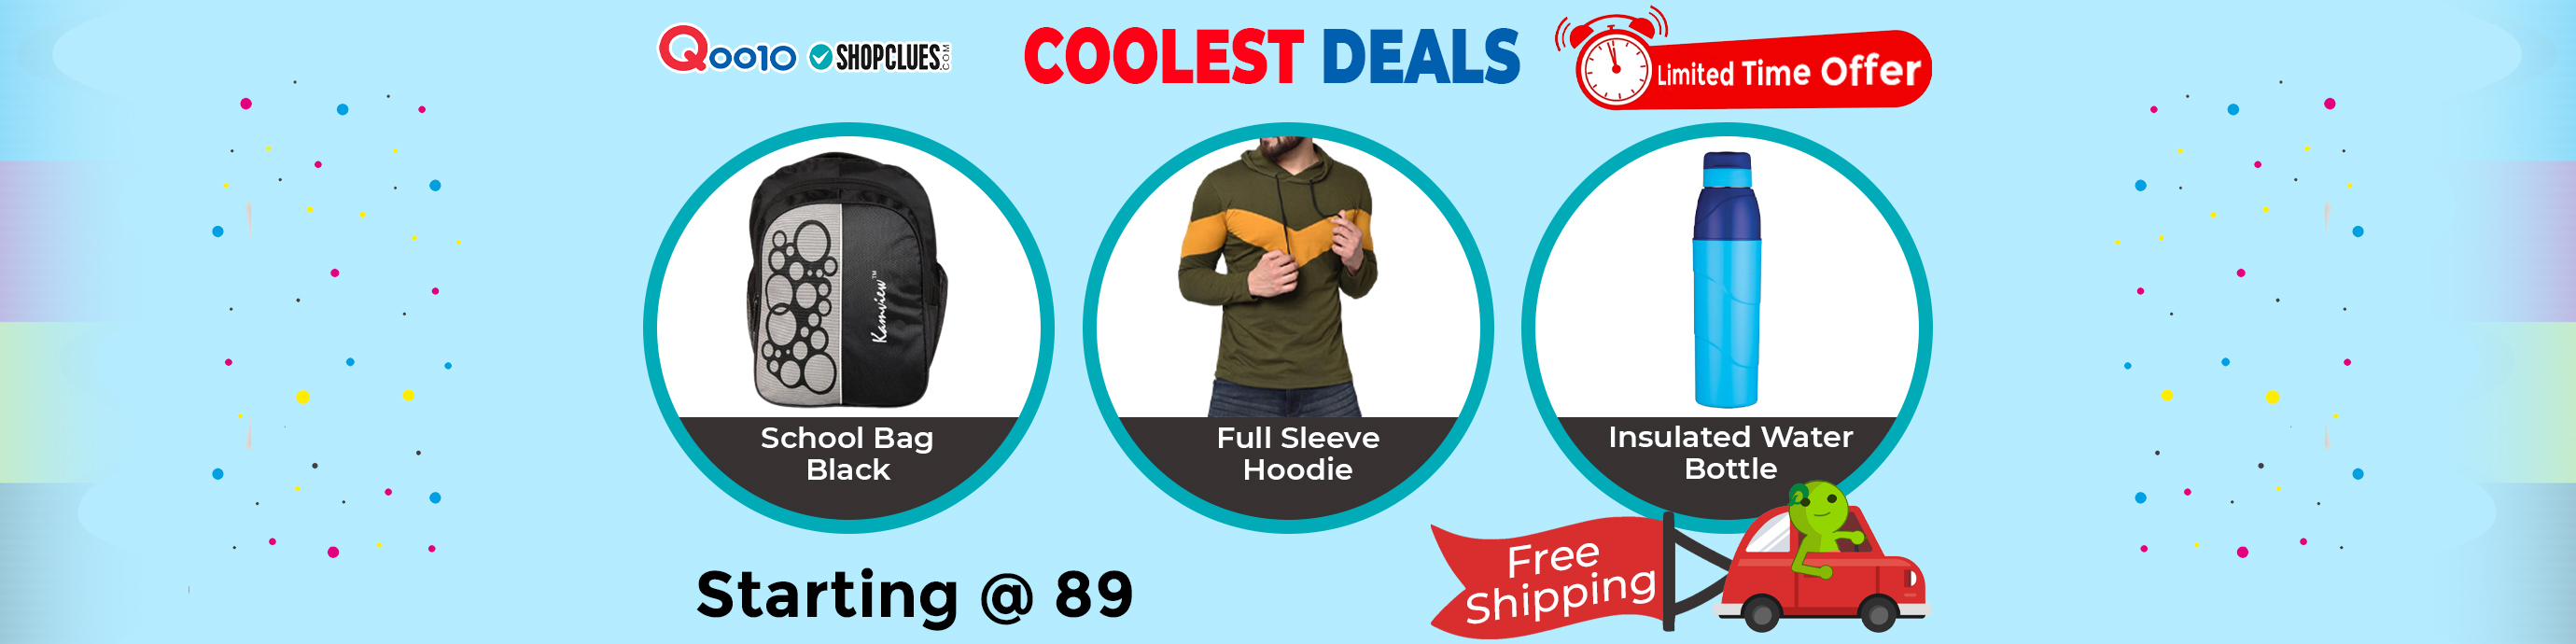 Qoo10 SHOPCLUES.COM
COOLEST DEALS
Limited Time Offer
Kamview™
School Bag
Black
Full Sleeve
Hoodie
Insulated Water
Bottle
Starting @ 89
Free
Shipping